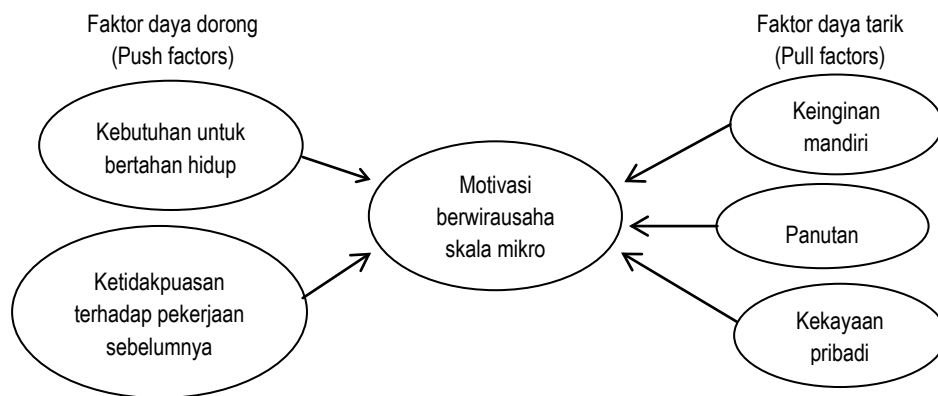 Faktor daya dorong
(Push factors)
Kebutuhan untuk
bertahan hidup
Ketidakpuasan
terhadap pekerjaan
sebelumnya
Motivasi
berwirausaha
skala mikro
Faktor daya tarik
(Pull factors)
Keinginan
mandiri
Panutan
Kekayaan
pribadi